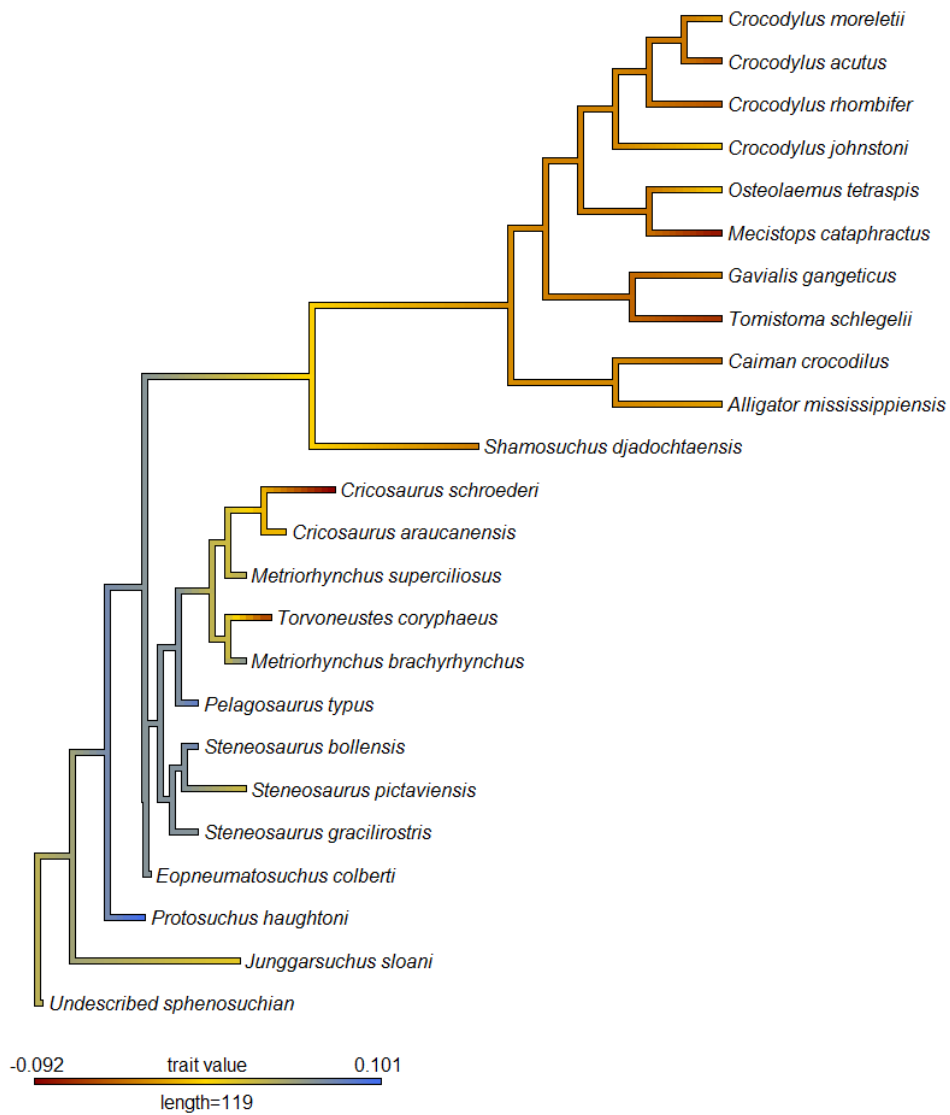 Crocodylus moreletii
Crocodylus acutus
Crocodylus rhombifer
Crocodylus johnstoni
Osteolaemus tetraspis
Mecistops cataphractus
Gavialis gangeticus
Tomistoma schlegelii
Caiman crocodilus
Alligator mississippiensis
Shamosuchus djadochtaensis
Cricosaurus schroederi
Cricosaurus araucanensis
Metriorhynchus superciliosus
Torvoneustes coryphaeus
Metriorhynchus brachyrhynchus
Pelagosaurus typus
Steneosaurus bollensis
Steneosaurus pictaviensis
Steneosaurus gracilirostris
Eopneumatosuchus colberti
Protosuchus haughtoni
Junggarsuchus sloani
Undescribed sphenosuchian
-0.092 trait value 0.101
length=119